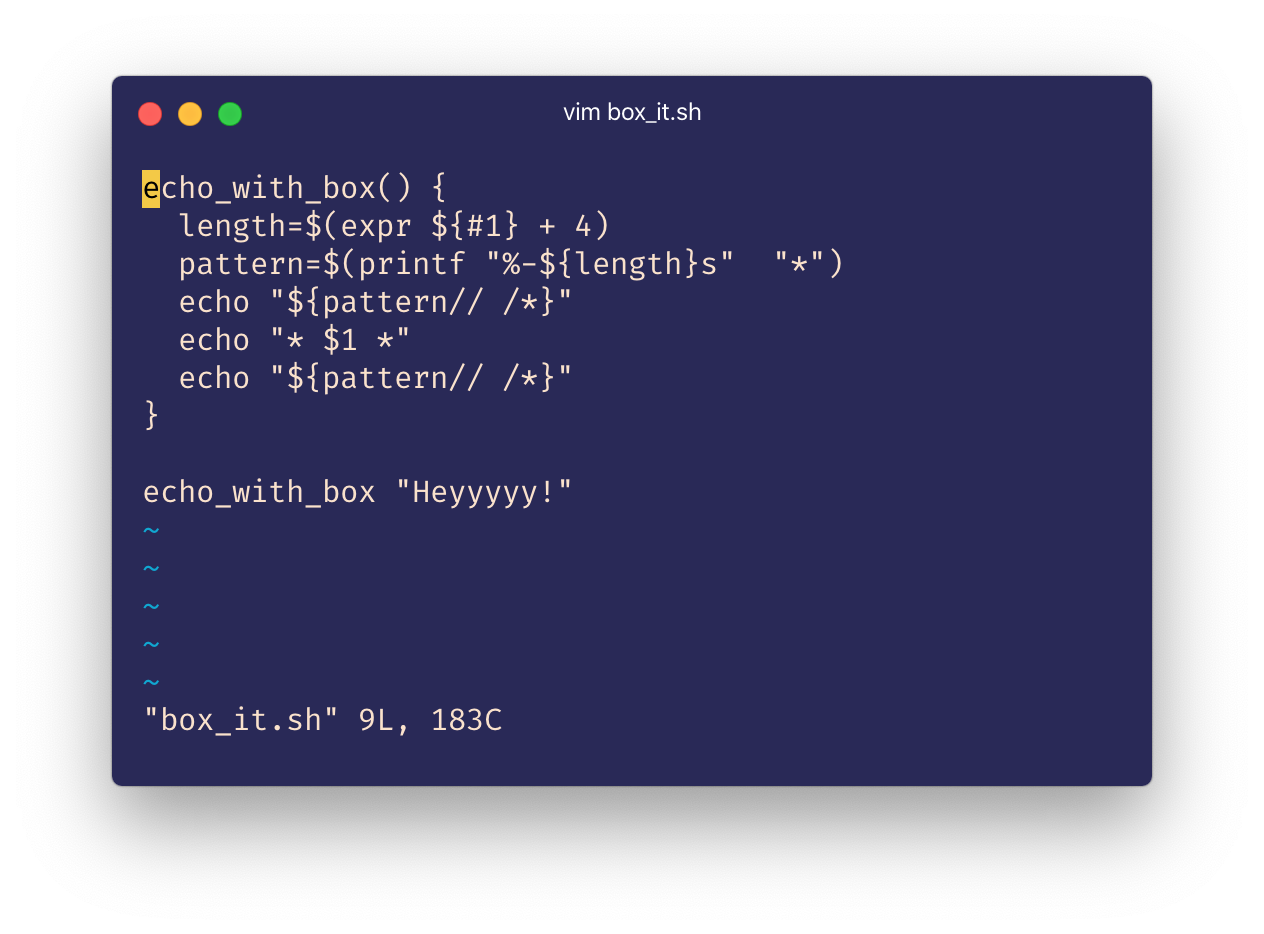 vim box_it.sh
echo_with_box() {
  length=$(expr ${#1} + 4)
  pattern=$(printf "%-${length}s"  "*")
  echo "${pattern// /*}"
  echo "* $1 *"
  echo "${pattern// /*}"
}

echo_with_box "Heyyyyy!"
~
~
~
~
~
"box_it.sh" 9L, 183C